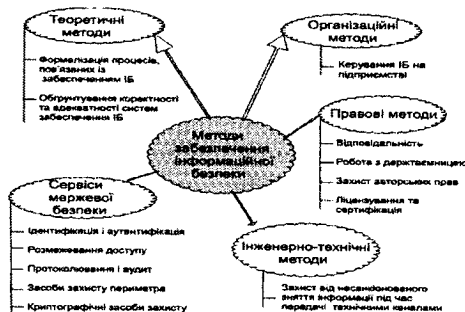 Теоретичні
методи
Формалізація процесів,
пов'язаних із
забезпеченням ІБ
Обґрунтування коректності
та адекватності систем
забезпечення ІБ
Організаційні
методи
Керування ІБ на
підприємстві
Методи
забезпечення
інформаційної
безпеки
Правові методи
Відповідальність
Робота з держтаємницею
Захист авторських прав
Ліцензування та
сертифікація
Сервіси
мержевої
безпеки
Ідентифікація і аутентифікація
Розмежування доступу
Протоколювання і аудит
Засоби захисту периметра
Криптографічні засоби захисту
Інженерно-технічні
методи
Захист від несанкціонованого
зняття інформації під час
передачі технічними каналами